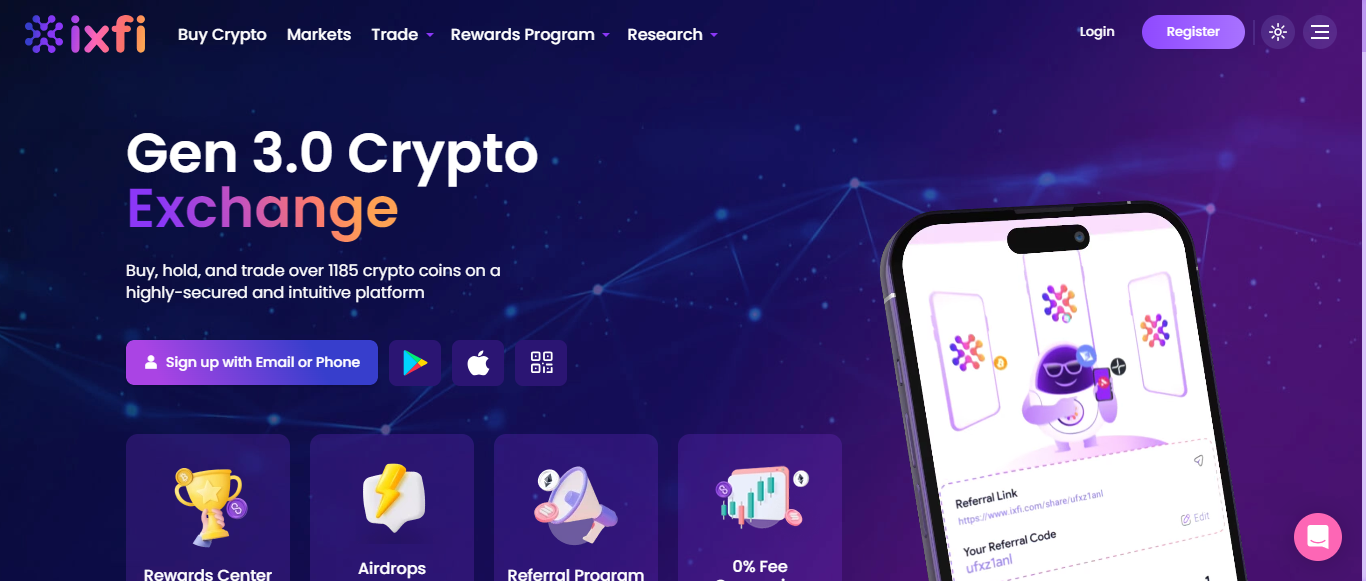 ixfi
Buy Crypto
Markets
Trade
Rewards Program
Research
Login
Register
Gen 3.0 Crypto
Exchange
Buy, hold, and trade over 1185 crypto coins on a
highly-secured and intuitive platform
Sign up with Email or Phone
Rewards Center
Airdrops
Referral Program
0% Fee
Referral Link
https://www.ixfi.com/share/ufxz1anl
Edit
Your Referral Code
ufxz1anl